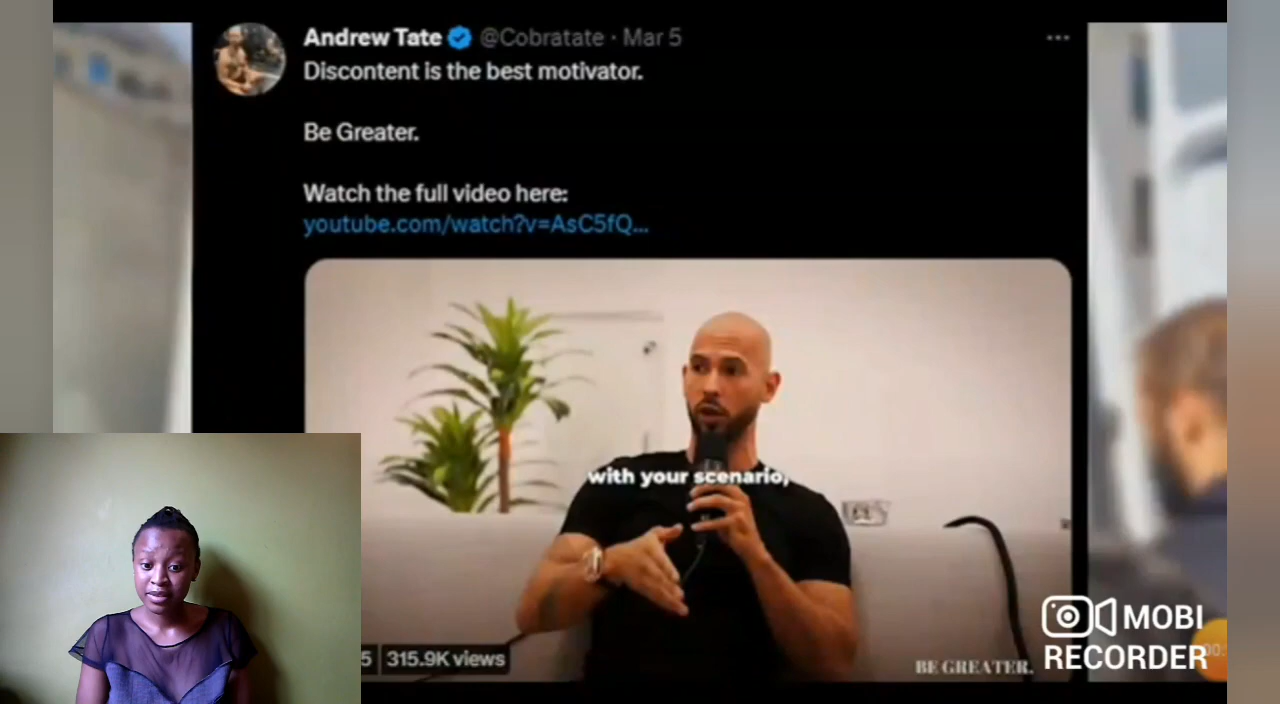 Andrew Tate @Cobratate · Mar 5
Discontent is the best motivator.
Be Greater.
Watch the full video here:
youtube.com/watch?v=AsC5fQ...
with your scenario,
5 315.9K views
BE GREATER.
MOBI
RECORDER